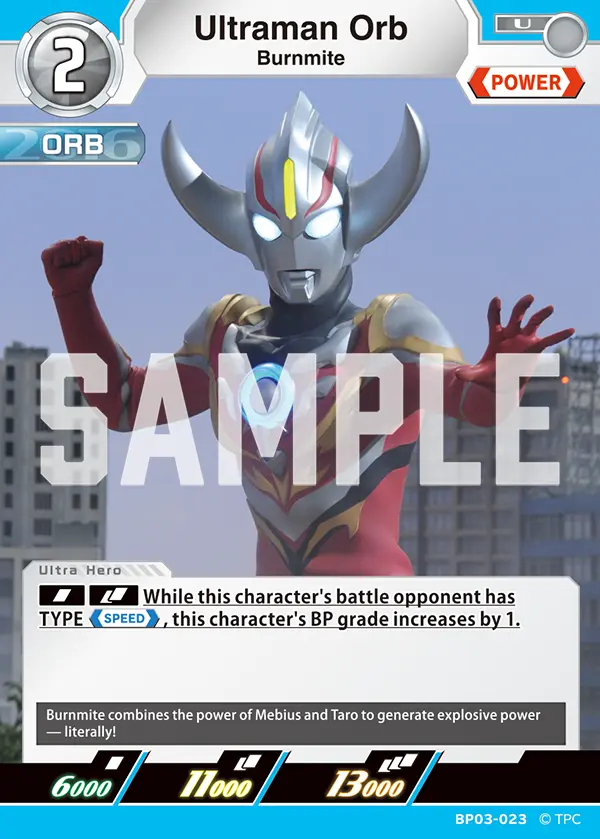 Ultraman Orb
Burnmite
2
U
POWER
2016
ORB
SAMPLE
Ultra Hero
While this character's battle opponent has
TYPE SPEED, this character's BP grade increases by 1.
Burnmite combines the power of Mebius and Taro to generate explosive power
— literally!
6000
11000
13000
BP03-023 © TPC